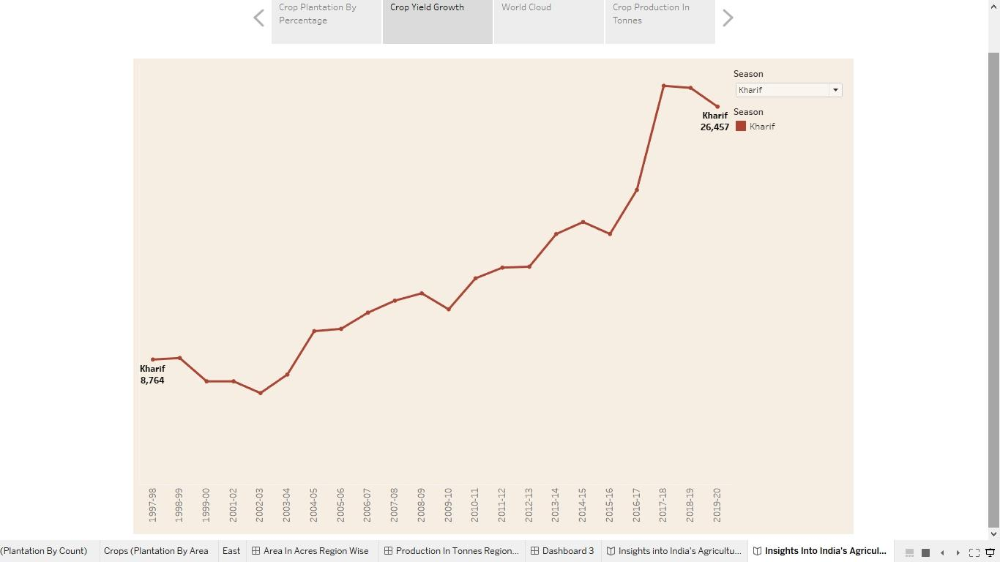 Crop Plantation By
Percentage
Crop Yield Growth
World Cloud
Crop Production In
Tonnes
Season
Kharif
Season
Kharif
Kharif
26,457
Kharif
8,764
1997-98
1998-99
1999-00
2001-02
2002-03
2003-04
2004-05
2005-06
2006-07
2007-08
2008-09
2009-10
2010-11
2011-12
2012-13
2013-14
2014-15
2015-16
2016-17
2017-18
2018-19
2019-20
(Plantation By Count)
Crops (Plantation By Area
East
Area In Acres Region Wise
Production In Tonnes Region...
Dashboard 3
Insights into India's Agricultu...
Insights Into India's Agricul...